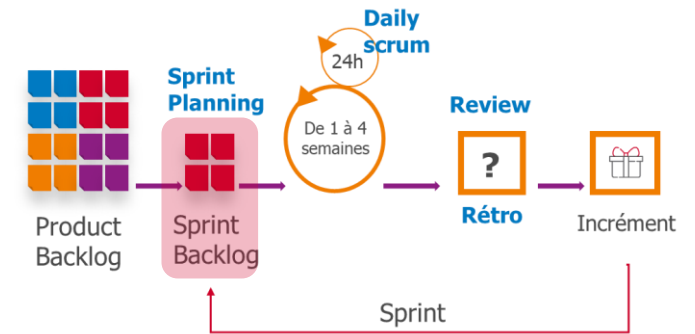 Daily
scrum
24h
Sprint
Planning
De 1 à 4
semaines
Review
?
Rétro
Product
Backlog
Sprint
Backlog
Incrément
Sprint